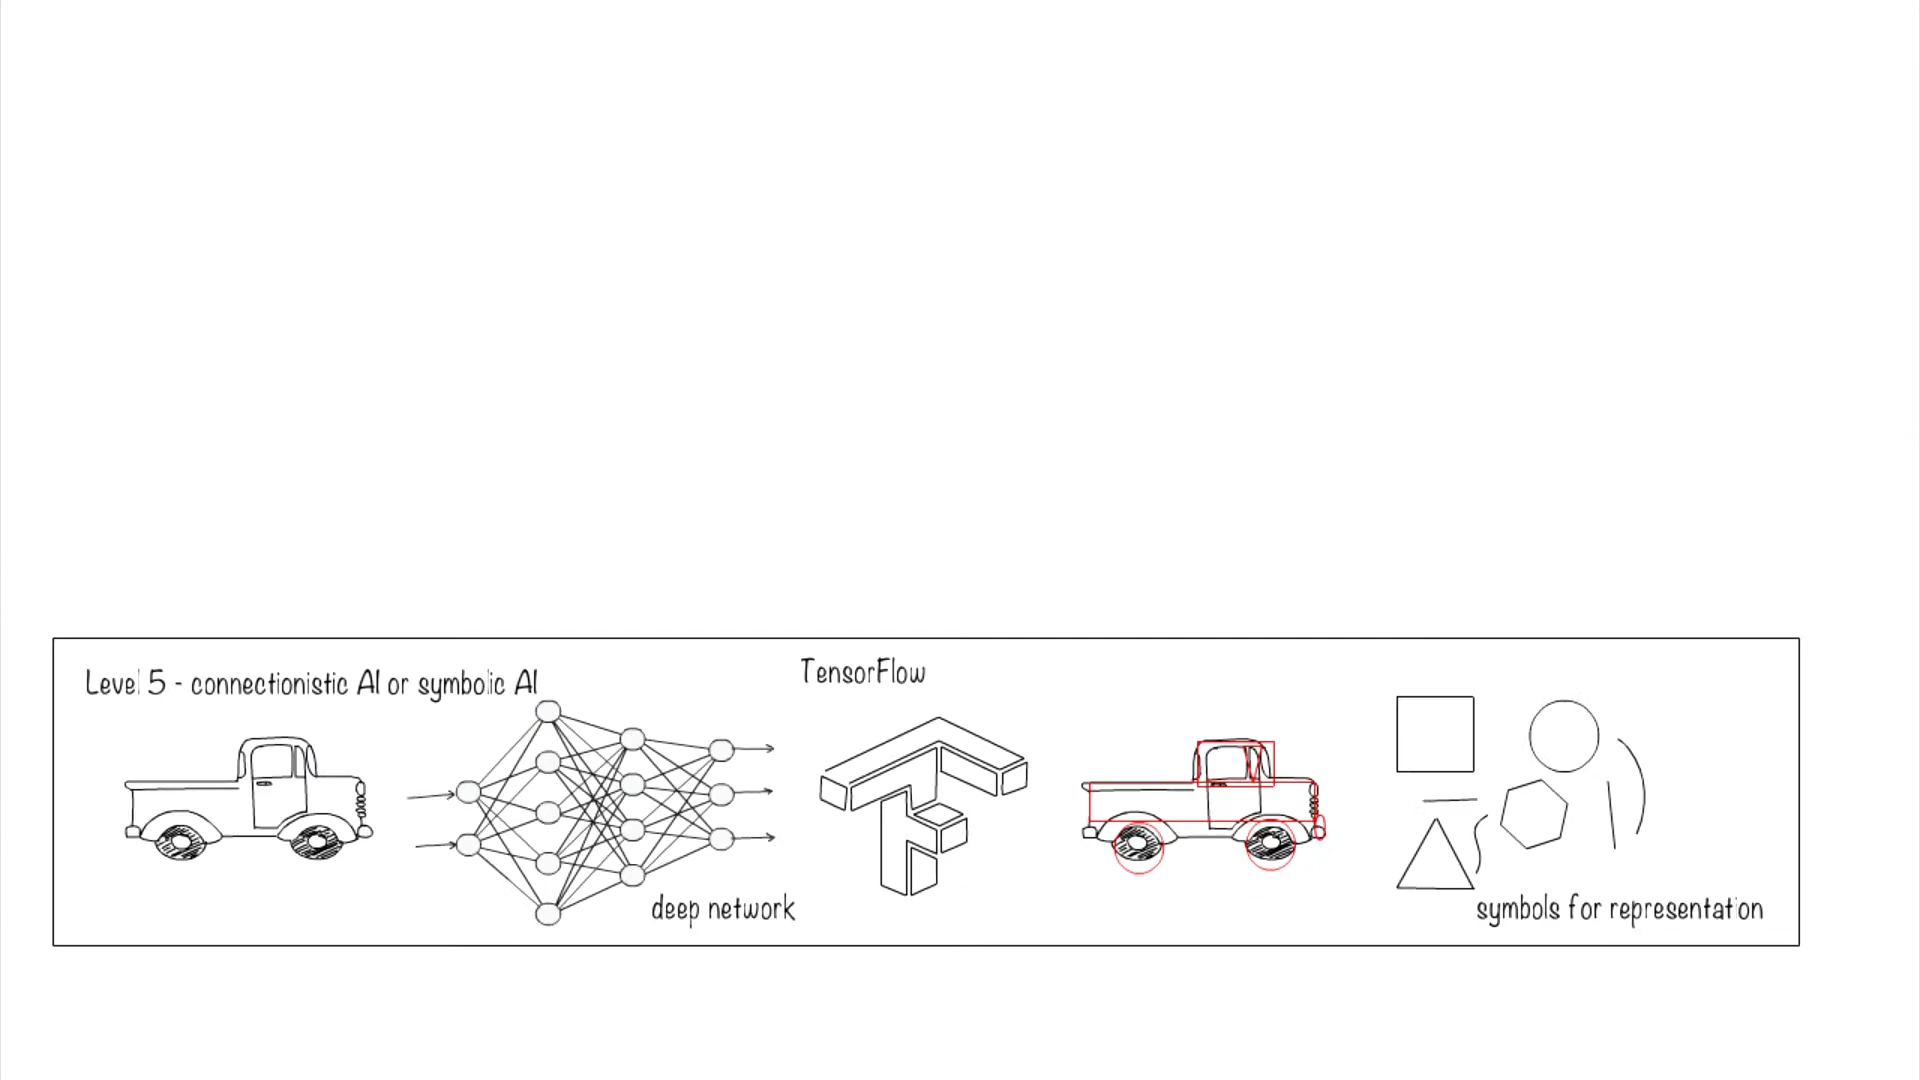 Level 5 - connectionistic AI or symbolic AI
TensorFlow
deep network
symbols for representation